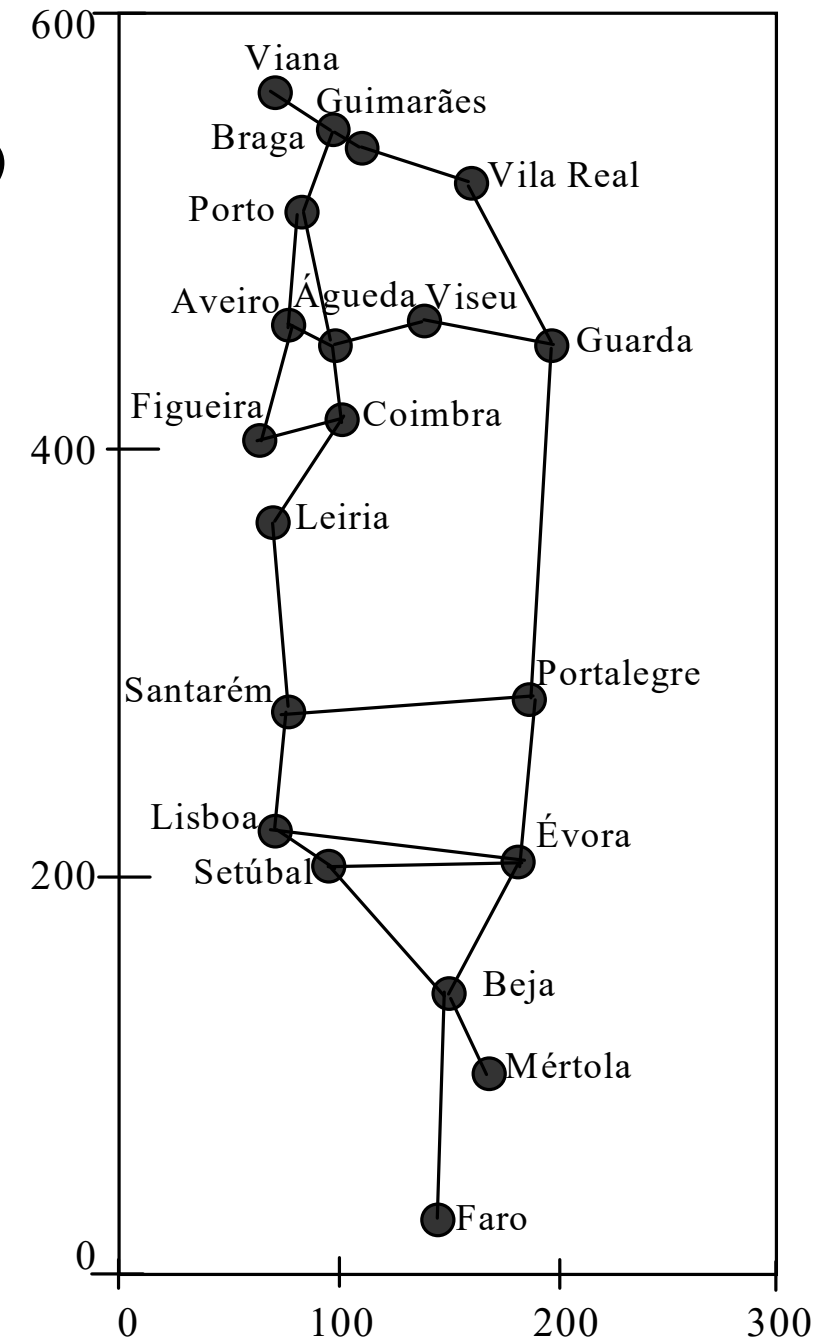 600
Viana
Guimarães
Braga
Vila Real
Porto
Aveiro
Águeda
Viseu
Guarda
Figueira
Coimbra
400
Leiria
Portalegre
Santarém
Lisboa
Évora
200
Setúbal
Beja
Mértola
Faro
0
0 100 200 300